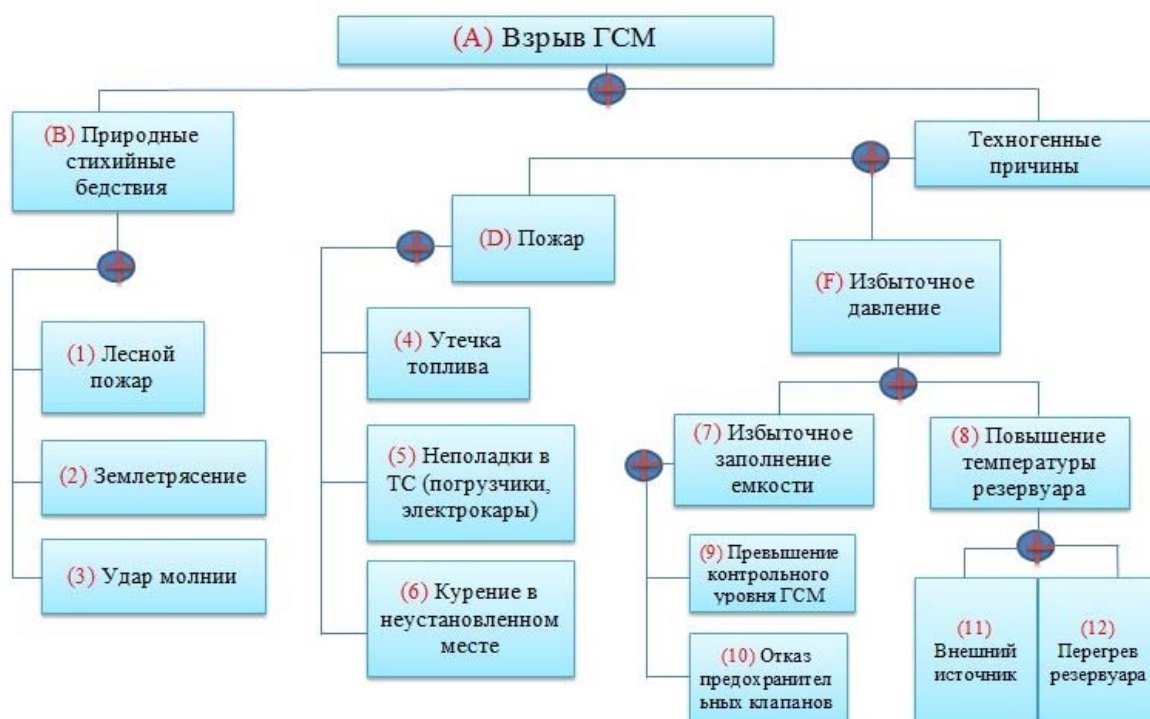 (A) Взрыв ГСМ
(B) Природные
стихийные
бедствия
Техногенные
причины
(D) Пожар
(F) Избыточное
давление
(1) Лесной
пожар
(2) Землетрясение
(3) Удар молнии
(4) Утечка
топлива
(5) Неполадки в
ТС (погрузчики,
электрокары)
(6) Курение в
неустановленном
месте
(7) Избыточное
заполнение
емкости
(8) Повышение
температуры
резервуара
(9) Превышение
контрольного
уровня ГСМ
(10) Отказ
предохранител
ьных клапанов
(11)
Внешний
источник
(12)
Перегрев
резервуара